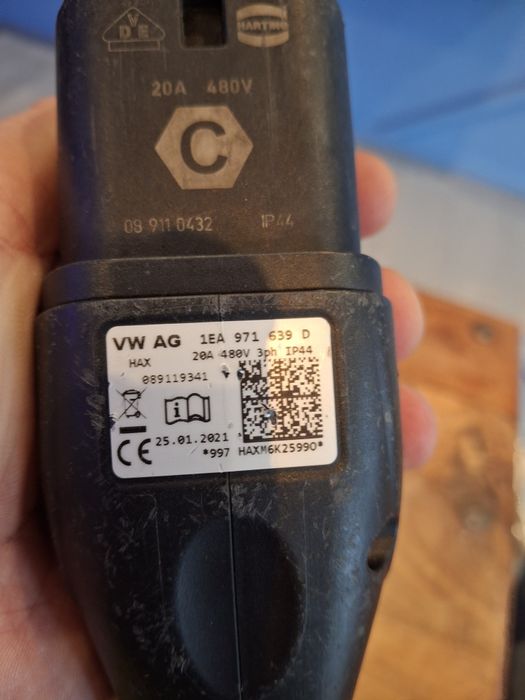 VDE
HARTING
20A 480V
C
08 911 0432 IP44
VW AG 1EA 971 639 D
HAX 20A 480V 3ph IP44
089119341
i
25.01.2021
CE *997 HAXM6K25990*